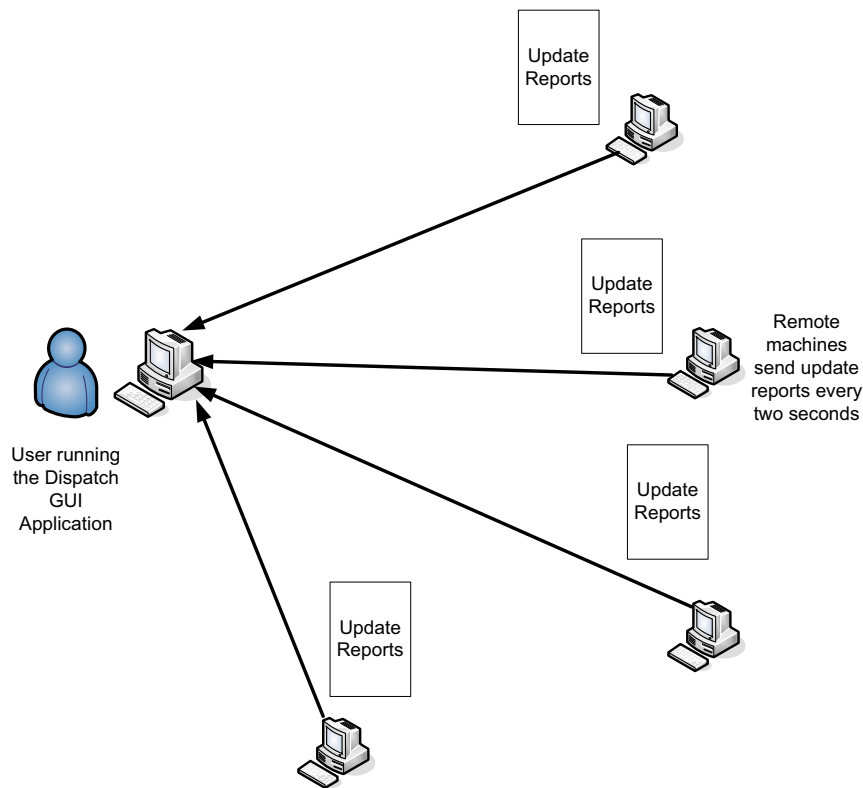 Update
Reports
Update
Reports
Remote
machines
send update
reports every
two seconds
User running
the Dispatch
GUI
Application
Update
Reports
Update
Reports